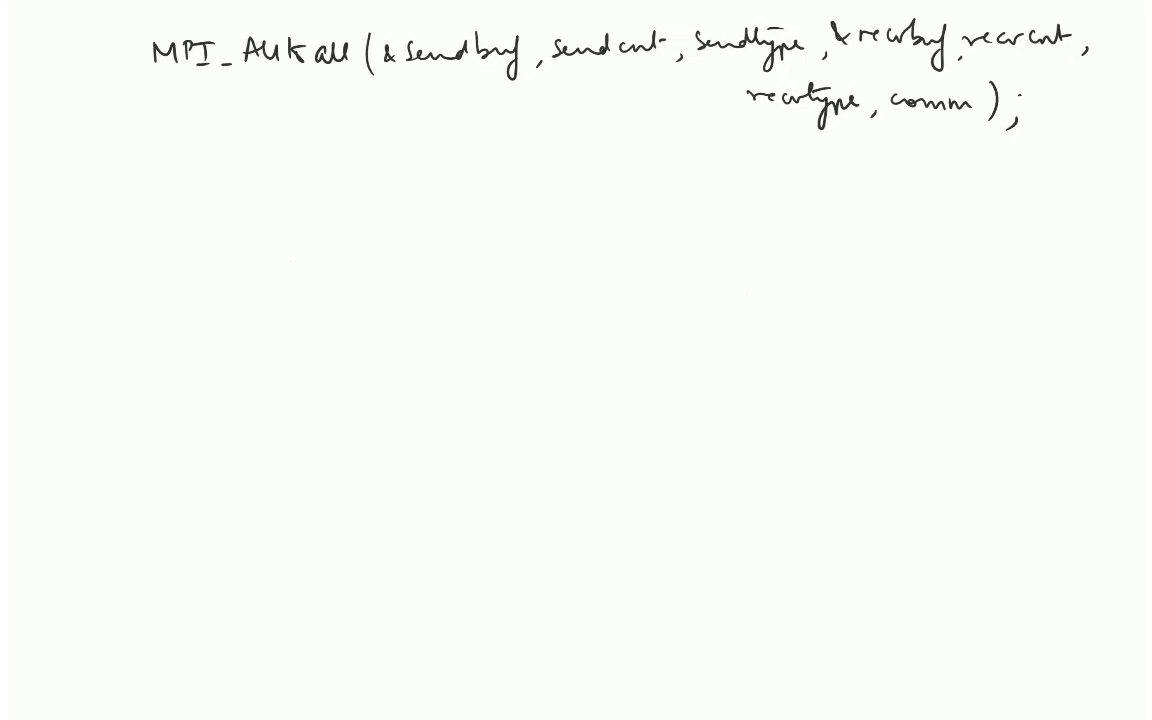 MPI_Alltoall (& sendbuf, sendcnt, sendtype, & recvbuf, recvcnt,
recvtype, comm);